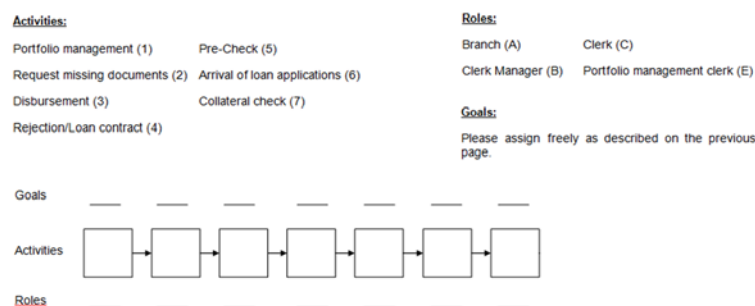 Activities:
Portfolio management (1) Pre-Check (5)
Request missing documents (2) Arrival of loan applications (6)
Disbursement (3) Collateral check (7)
Rejection/Loan contract (4)
Roles:
Branch (A) Clerk (C)
Clerk Manager (B) Portfolio management clerk (E)
Goals:
Please assign freely as described on the previous
page.
Goals
Activities
Roles